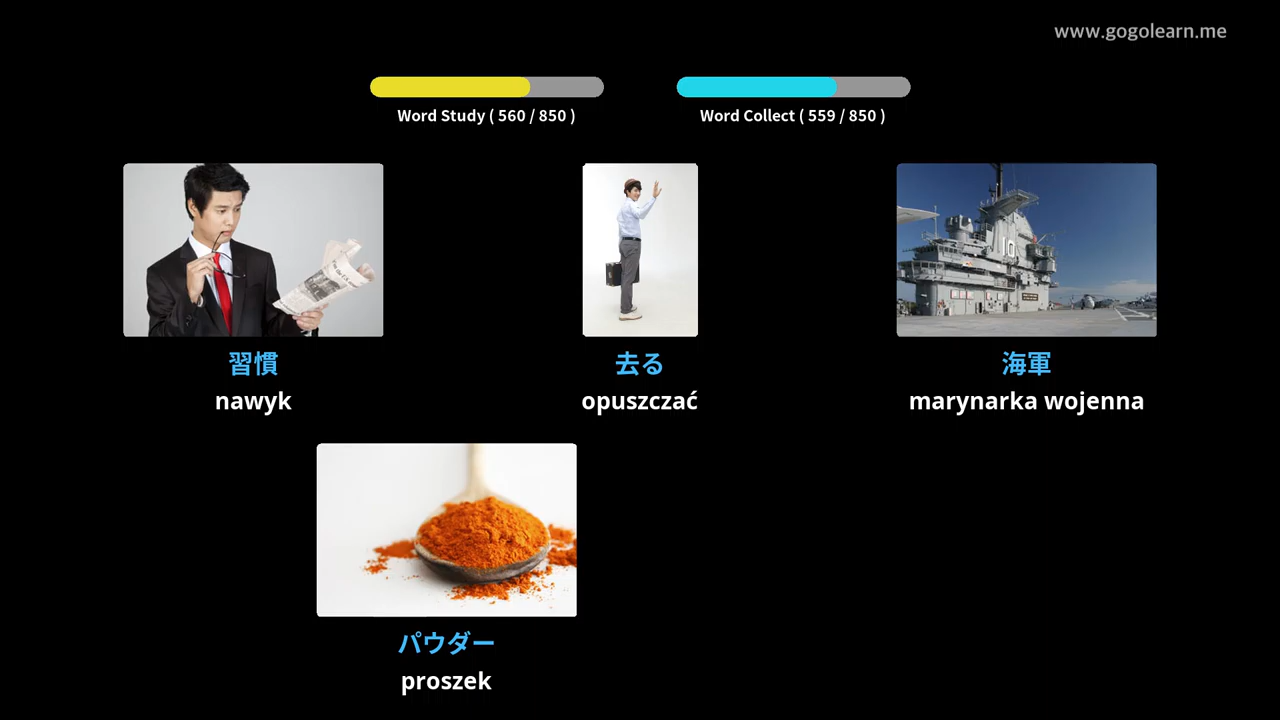 www.gogolearn.me
Word Study ( 560 / 850 )
Word Collect ( 559 / 850 )
16
習慣
nawyk
去る
opuszczać
海軍
marynarka wojenna
パウダー
proszek